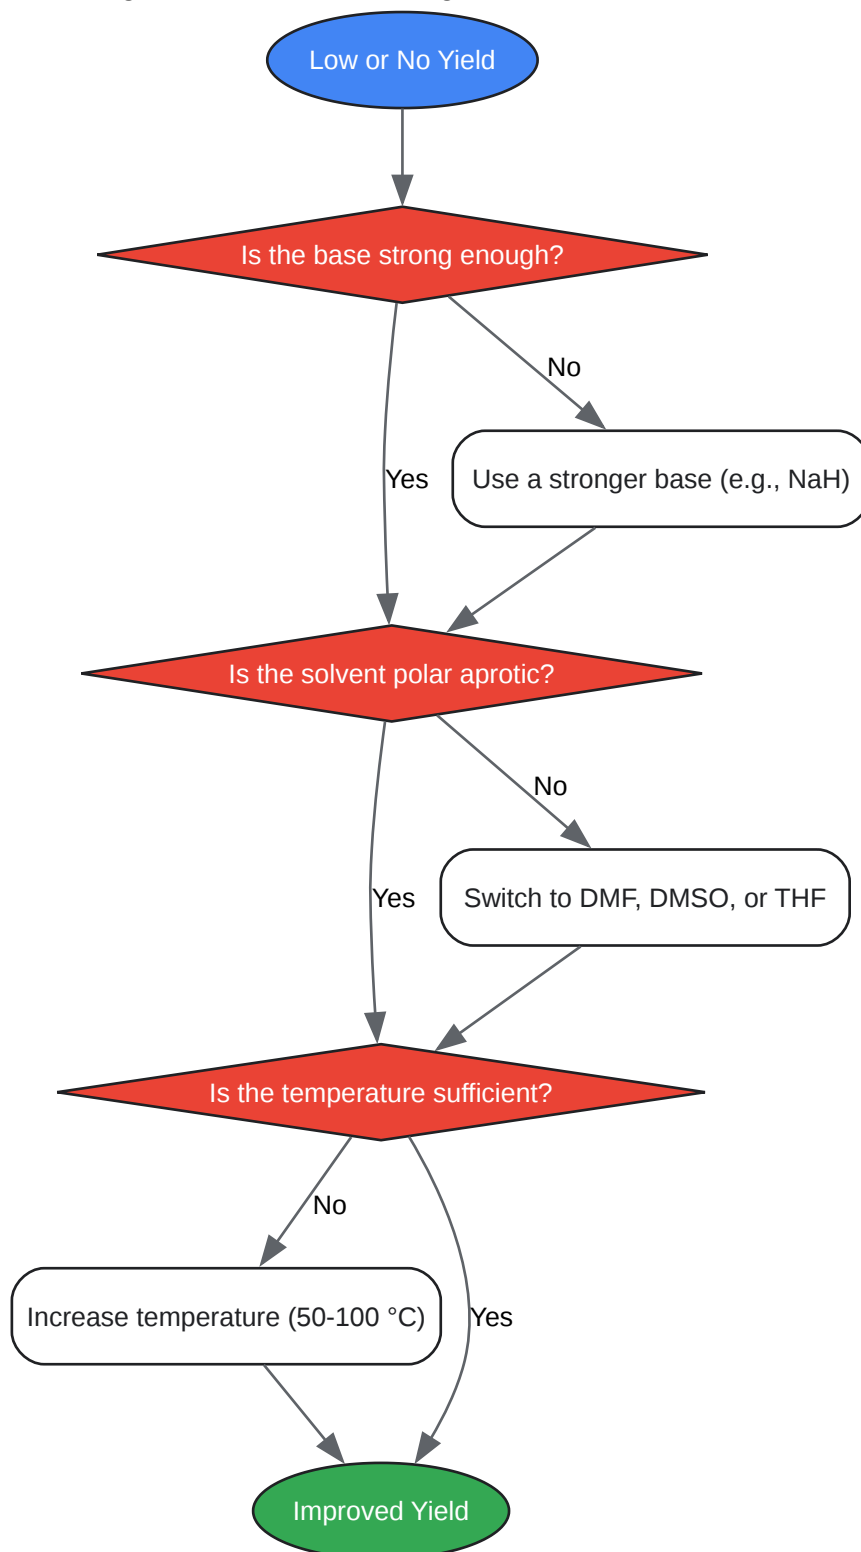 Low or No Yield
Is the base strong enough?
No
Yes
Use a stronger base (e.g., NaH)
Is the solvent polar aprotic?
No
Yes
Switch to DMF, DMSO, or THF
Is the temperature sufficient?
No
Increase temperature (50-100 °C)
Yes
Improved Yield